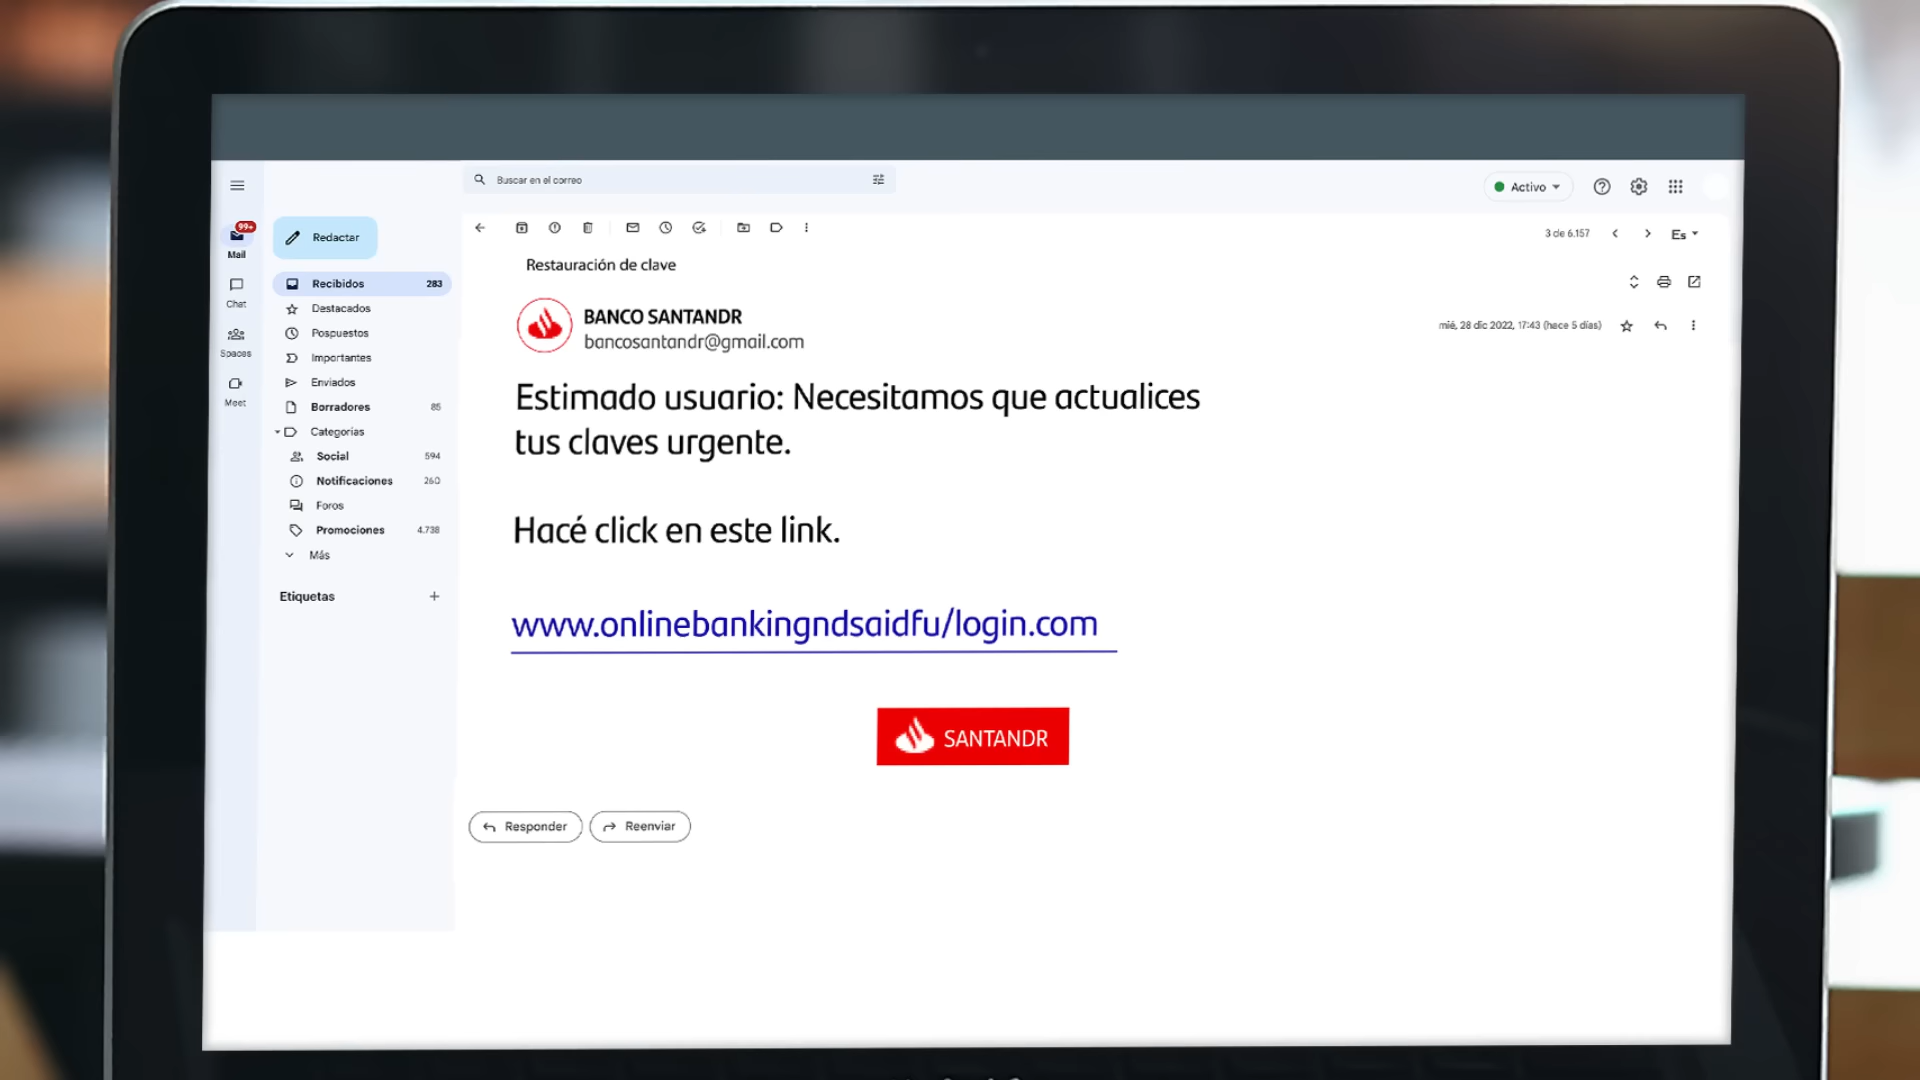 Buscar en el correo
Activo
99+
Mail
Redactar
3 de 6.157
Es
Restauración de clave
Recibidos 283
Chat
Destacados
BANCO SANTANDR
bancosantandr@gmail.com
mié, 28 dic 2022, 17:43 (hace 5 días)
Pospuestos
Spaces
Importantes
Enviados
Meet
Borradores 85
Categorías
Social 594
Notificaciones 260
Foros
Promociones 4.738
Más
Etiquetas
Estimado usuario: Necesitamos que actualices
tus claves urgente.
Hacé click en este link.
www.onlinebankingndsaidfu/login.com
SANTANDR
Responder
Reenviar